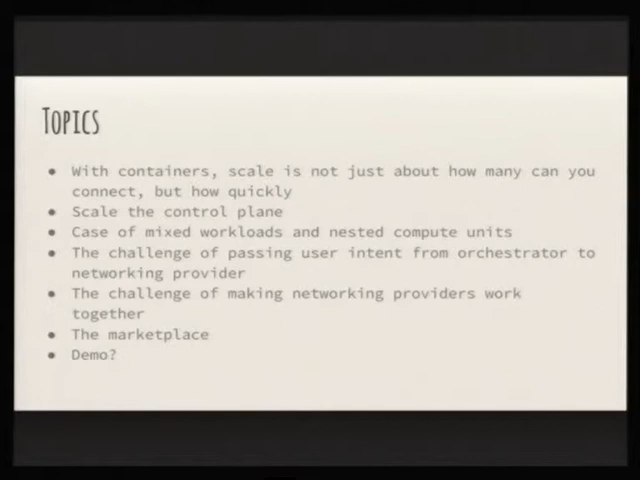 Topics
● With containers, scale is not just about how many can you
connect, but how quickly
● Scale the control plane
● Case of mixed workloads and nested compute units
● The challenge of passing user intent from orchestrator to
networking provider
● The challenge of making networking providers work
together
● The marketplace
● Demo?